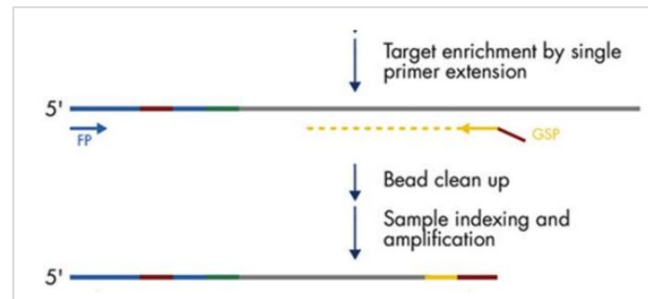 Target enrichment by single
primer extension
5'
FP
GSP
Bead clean up
Sample indexing and
amplification
5'